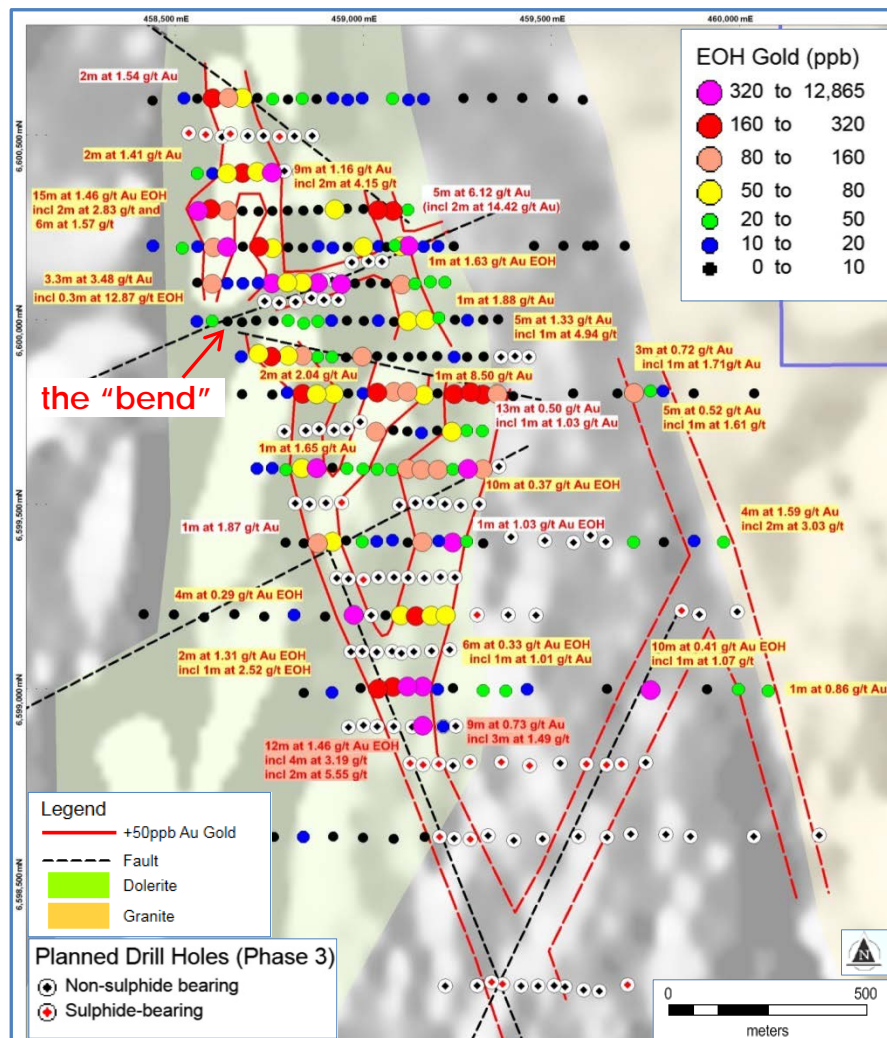 458,500 mE
459,000 mE
459,500 mE
460,000 mE
6,600,500 mN
6,600,000 mN
6,599,500 mN
6,599,000 mN
6,598,500 mN
EOH Gold (ppb)
320 to 12,865
160 to 320
80 to 160
50 to 80
20 to 50
10 to 20
0 to 10
2m at 1.54 g/t Au
2m at 1.41 g/t Au
9m at 1.16 g/t Au
incl 2m at 4.15 g/t
15m at 1.46 g/t Au EOH
incl 2m at 2.83 g/t and
6m at 1.57 g/t
5m at 6.12 g/t Au
(incl 2m at 14.42 g/t Au)
1m at 1.63 g/t Au EOH
3.3m at 3.48 g/t Au
incl 0.3m at 12.87 g/t EOH
1m at 1.88 g/t Au
5m at 1.33 g/t Au
incl 1m at 4.94 g/t
the “bend”
2m at 2.04 g/t Au
1m at 8.50 g/t Au
3m at 0.72 g/t Au
incl 1m at 1.71g/t Au
13m at 0.50 g/t Au
incl 1m at 1.03 g/t Au
5m at 0.52 g/t Au
incl 1m at 1.61 g/t
1m at 1.65 g/t Au
10m at 0.37 g/t Au EOH
1m at 1.87 g/t Au
1m at 1.03 g/t Au EOH
4m at 1.59 g/t Au
incl 2m at 3.03 g/t
4m at 0.29 g/t Au EOH
2m at 1.31 g/t Au EOH
incl 1m at 2.52 g/t EOH
6m at 0.33 g/t Au EOH
incl 1m at 1.01 g/t Au
10m at 0.41 g/t Au EOH
incl 1m at 1.07 g/t
1m at 0.86 g/t Au
12m at 1.46 g/t Au EOH
incl 4m at 3.19 g/t
incl 2m at 5.55 g/t
9m at 0.73 g/t Au
incl 3m at 1.49 g/t
Legend
+50ppb Au Gold
Fault
Dolerite
Granite
Planned Drill Holes (Phase 3)
Non-sulphide bearing
Sulphide-bearing
N
0 500
meters